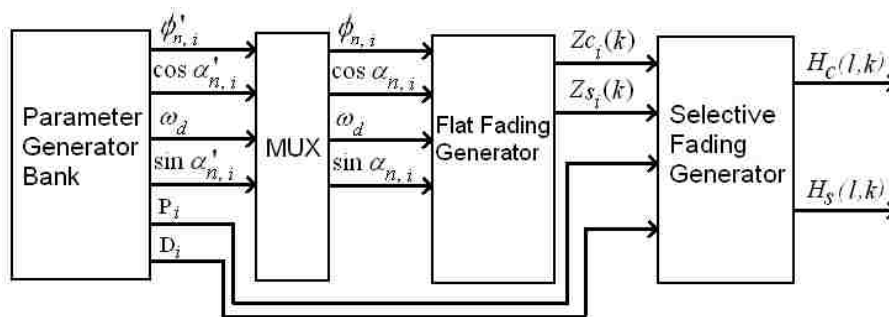 Parameter
Generator
Bank
ϕ'n, i
cos α'n, i
ωd
sin α'n, i
Pi
Di
MUX
ϕn, i
cos αn, i
ωd
sin αn, i
Flat Fading
Generator
Zci(k)
Zsi(k)
Selective
Fading
Generator
Hc(l,k)
Hs(l,k)